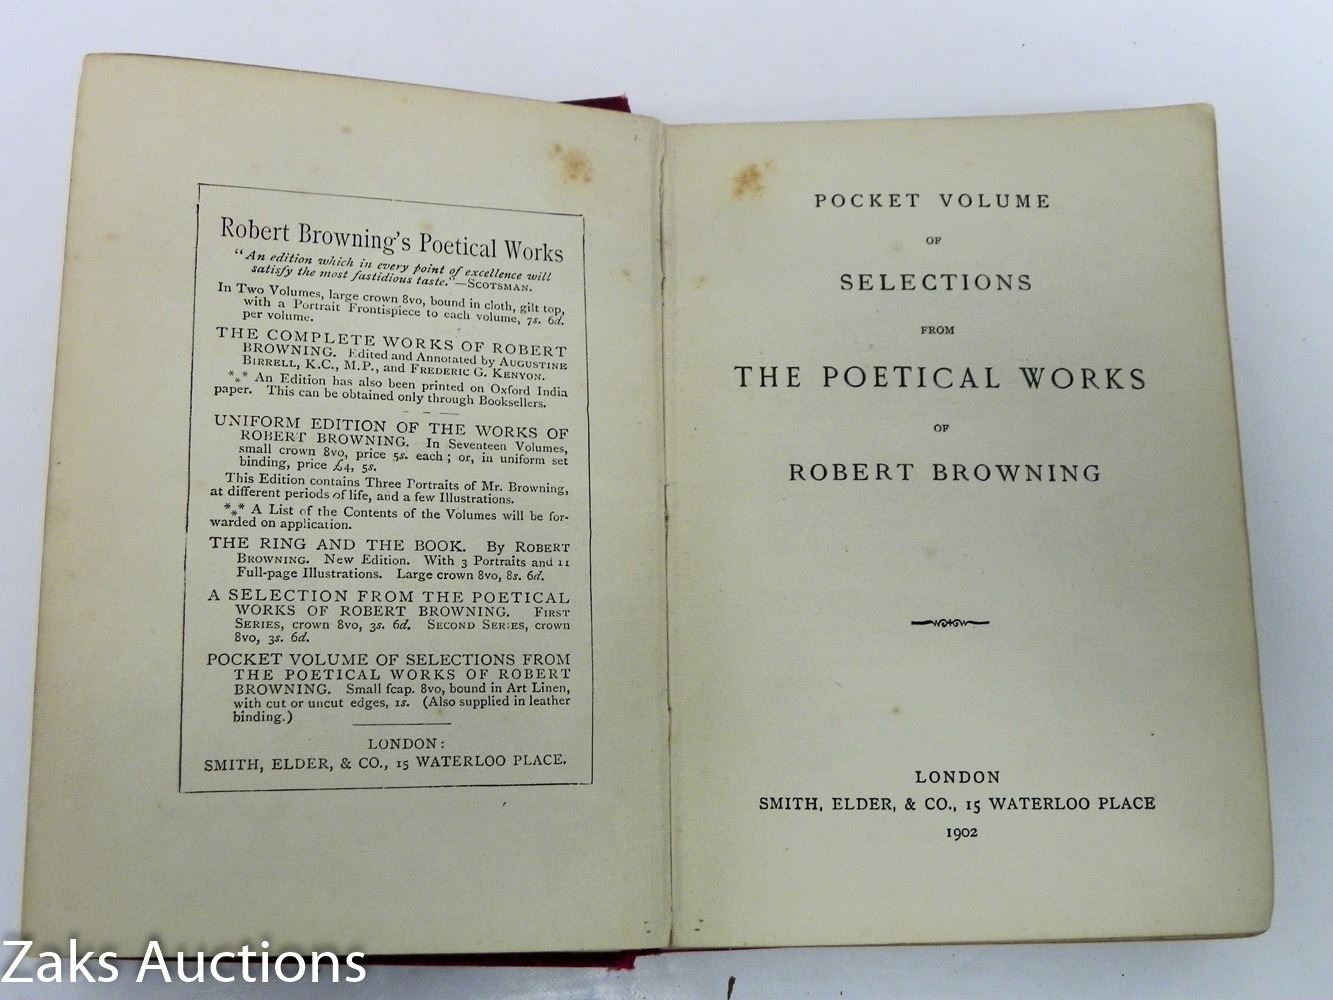 Robert Browning's Poetical Works
"An edition which in every point of excellence will
satisfy the most fastidious taste."—SCOTSMAN.
In Two Volumes, large crown 8vo, bound in cloth, gilt top,
with a Portrait Frontispiece to each volume, 7s. 6d.
per volume.
THE COMPLETE WORKS OF ROBERT
BROWNING. Edited and Annotated by AUGUSTINE
BIRRELL, K.C., M.P., and FREDERIC G. KENYON.
*** An Edition has also been printed on Oxford India
paper. This can be obtained only through Booksellers.
UNIFORM EDITION OF THE WORKS OF
ROBERT BROWNING. In Seventeen Volumes,
small crown 8vo, price 5s. each; or, in uniform set
binding, price £4, 5s.
This Edition contains Three Portraits of Mr. Browning,
at different periods of life, and a few Illustrations.
*** A List of the Contents of the Volumes will be for-
warded on application.
THE RING AND THE BOOK. By ROBERT
BROWNING. New Edition. With 3 Portraits and 11
Full-page Illustrations. Large crown 8vo, 8s. 6d.
A SELECTION FROM THE POETICAL
WORKS OF ROBERT BROWNING. FIRST
SERIES, crown 8vo, 3s. 6d. SECOND SERIES, crown
8vo, 3s. 6d.
POCKET VOLUME OF SELECTIONS FROM
THE POETICAL WORKS OF ROBERT
BROWNING. Small fcap. 8vo, bound in Art Linen,
with cut or uncut edges, 1s. (Also supplied in leather
binding.)
LONDON:
SMITH, ELDER, & CO., 15 WATERLOO PLACE.
POCKET VOLUME
OF
SELECTIONS
FROM
THE POETICAL WORKS
OF
ROBERT BROWNING
LONDON
SMITH, ELDER, & CO., 15 WATERLOO PLACE
1902
Zaks Auctions